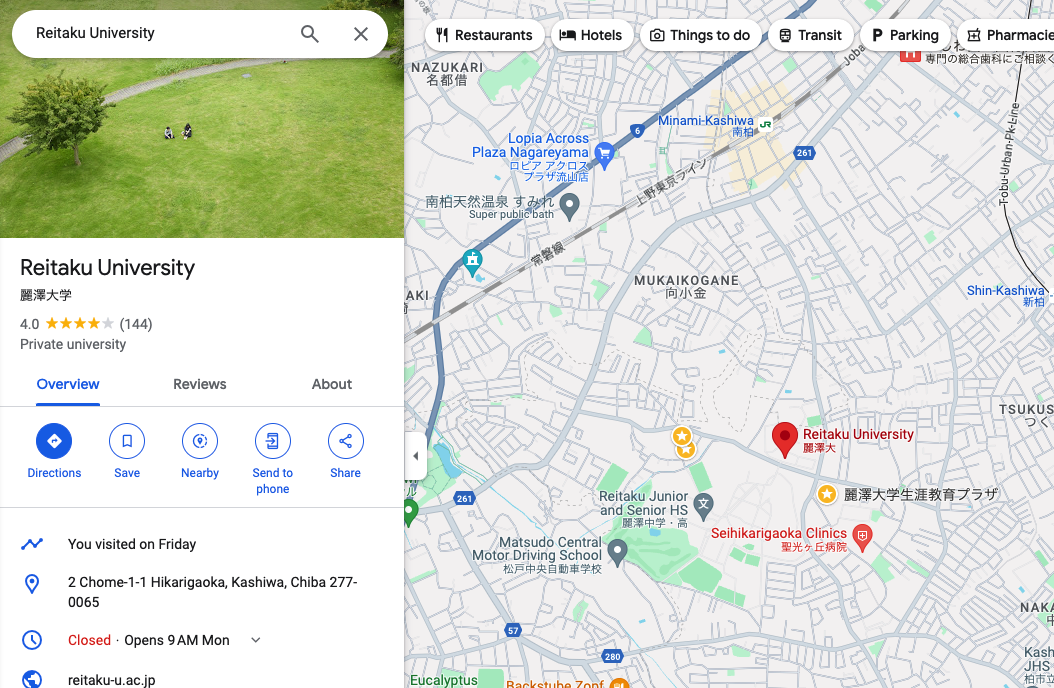 Reitaku University
Reitaku University
麗澤大学
4.0 (144)
Private university
Overview Reviews About
Directions
Save
Nearby
Send to
phone
Share
You visited on Friday
2 Chome-1-1 Hikarigaoka, Kashiwa, Chiba 277-
0065
Closed · Opens 9 AM Mon
reitaku-u.ac.jp
Restaurants
Hotels
Things to do
Transit
Parking
Pharmacie
専門の総合歯科にご相談く
NAZUKARI
名都借
Joba
6
Minami-Kashiwa
南柏
JR
261
Lopia Across
Plaza Nagareyama
ロピア アクロス
プラザ流山店
上野東京ライン
Tobu-Urban-Pk-Line
南柏天然温泉 すみれ
Super public bath
常磐線
MUKAIKOGANE
向小金
Shin-Kashiwa
新柏
AKI
TSUKUS
つく
Reitaku University
麗澤大
261
Reitaku Junior
and Senior HS
麗澤中学・高
文
麗澤大学生涯教育プラザ
Seihikarigaoka Clinics
聖光ヶ丘病院
Matsudo Central
Motor Driving School
松戸中央自動車学校
ル
57
280
NAKA
Kash
JHS
柏市立
Eucalyptus
Backstube Zopf